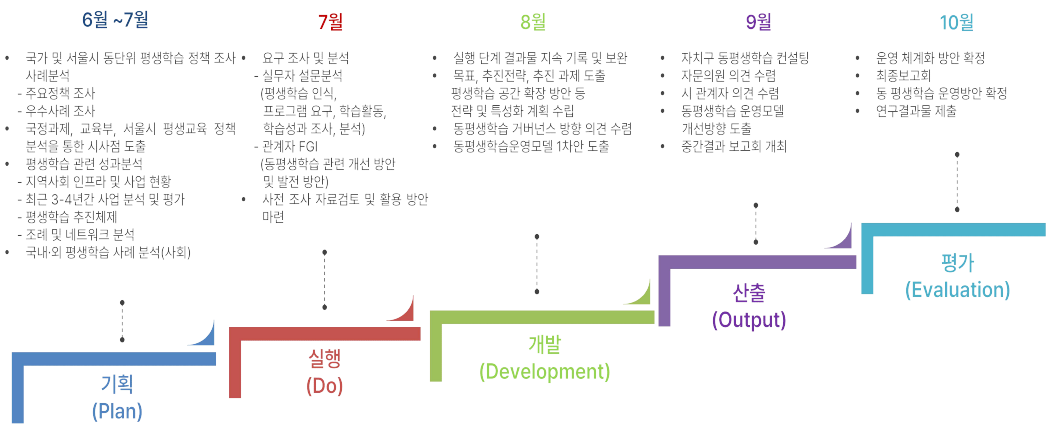 6월 ~7월
• 국가 및 서울시 동단위 평생학습 정책 조사
사례분석
- 주요정책 조사
- 우수사례 조사
• 국정과제, 교육부, 서울시 평생교육 정책
분석을 통한 시사점 도출
• 평생학습 관련 성과분석
- 지역사회 인프라 및 사업 현황
- 최근 3-4년간 사업 분석 및 평가
- 평생학습 추진체제
- 조례 및 네트워크 분석
• 국내·외 평생학습 사례 분석(사회)
기획
(Plan)
7월
• 요구 조사 및 분석
- 실무자 설문분석
(평생학습 인식,
프로그램 요구, 학습활동,
학습성과 조사, 분석)
- 관계자 FGI
(동평생학습 관련 개선 방안
및 발전 방안)
• 사전 조사 자료검토 및 활용 방안
마련
실행
(Do)
8월
• 실행 단계 결과물 지속 기록 및 보완
• 목표, 추진전략, 추진 과제 도출
평생학습 공간 확장 방안 등
전략 및 특성화 계획 수립
• 동평생학습 거버넌스 방향 의견 수렴
• 동평생학습운영모델 1차안 도출
개발
(Development)
9월
• 자치구 동평생학습 컨설팅
• 자문의원 의견 수렴
• 시 관계자 의견 수렴
• 동평생학습 운영모델
개선방향 도출
• 중간결과 보고회 개최
산출
(Output)
10월
• 운영 체계화 방안 확정
• 최종보고회
• 동 평생학습 운영방안 확정
• 연구결과물 제출
평가
(Evaluation)